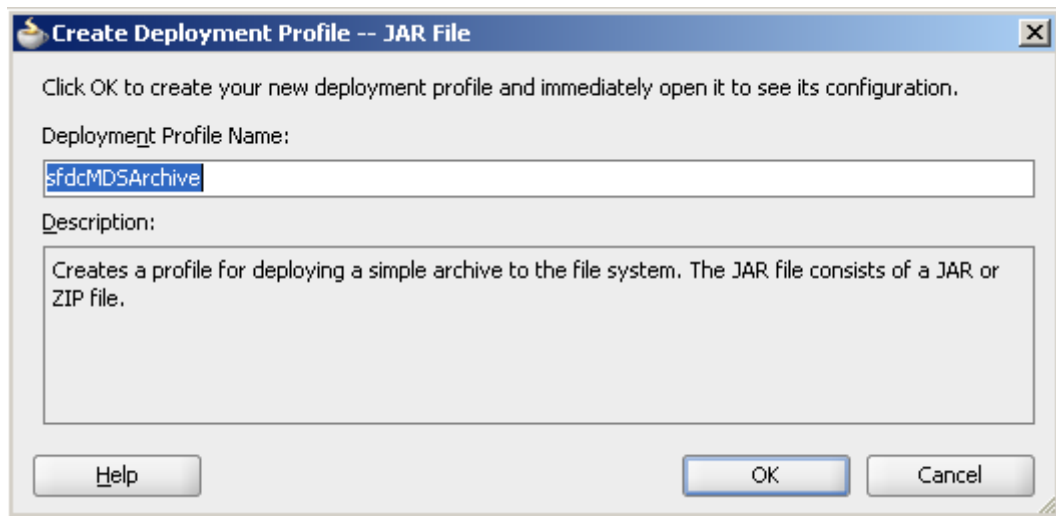 Create Deployment Profile -- JAR File
Click OK to create your new deployment profile and immediately open it to see its configuration.
Deployment Profile Name:
sfdcMDSArchive
Description:
Creates a profile for deploying a simple archive to the file system. The JAR file consists of a JAR or
ZIP file.
Help
OK
Cancel